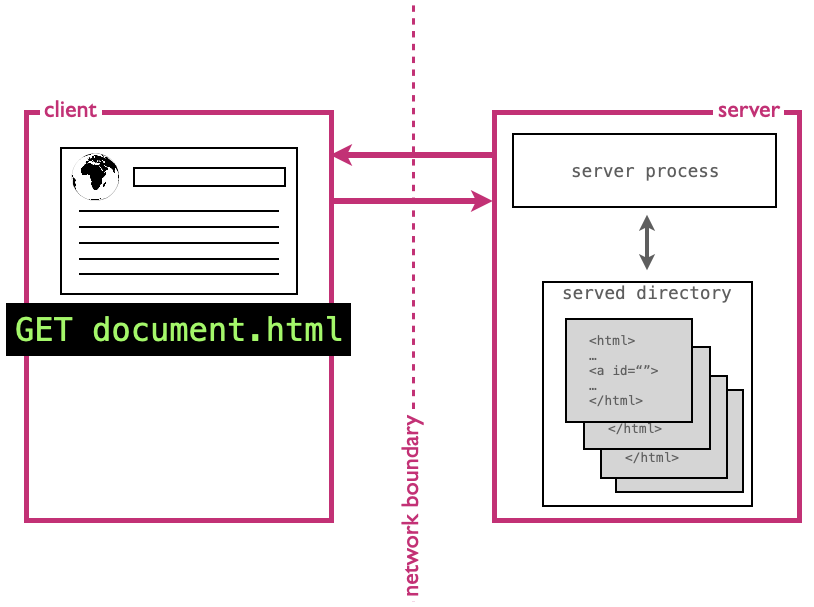 client
server
server process
GET document.html
served directory
<html>
…
<a id=“”>
…
</html>
</html>
</html>
network boundary